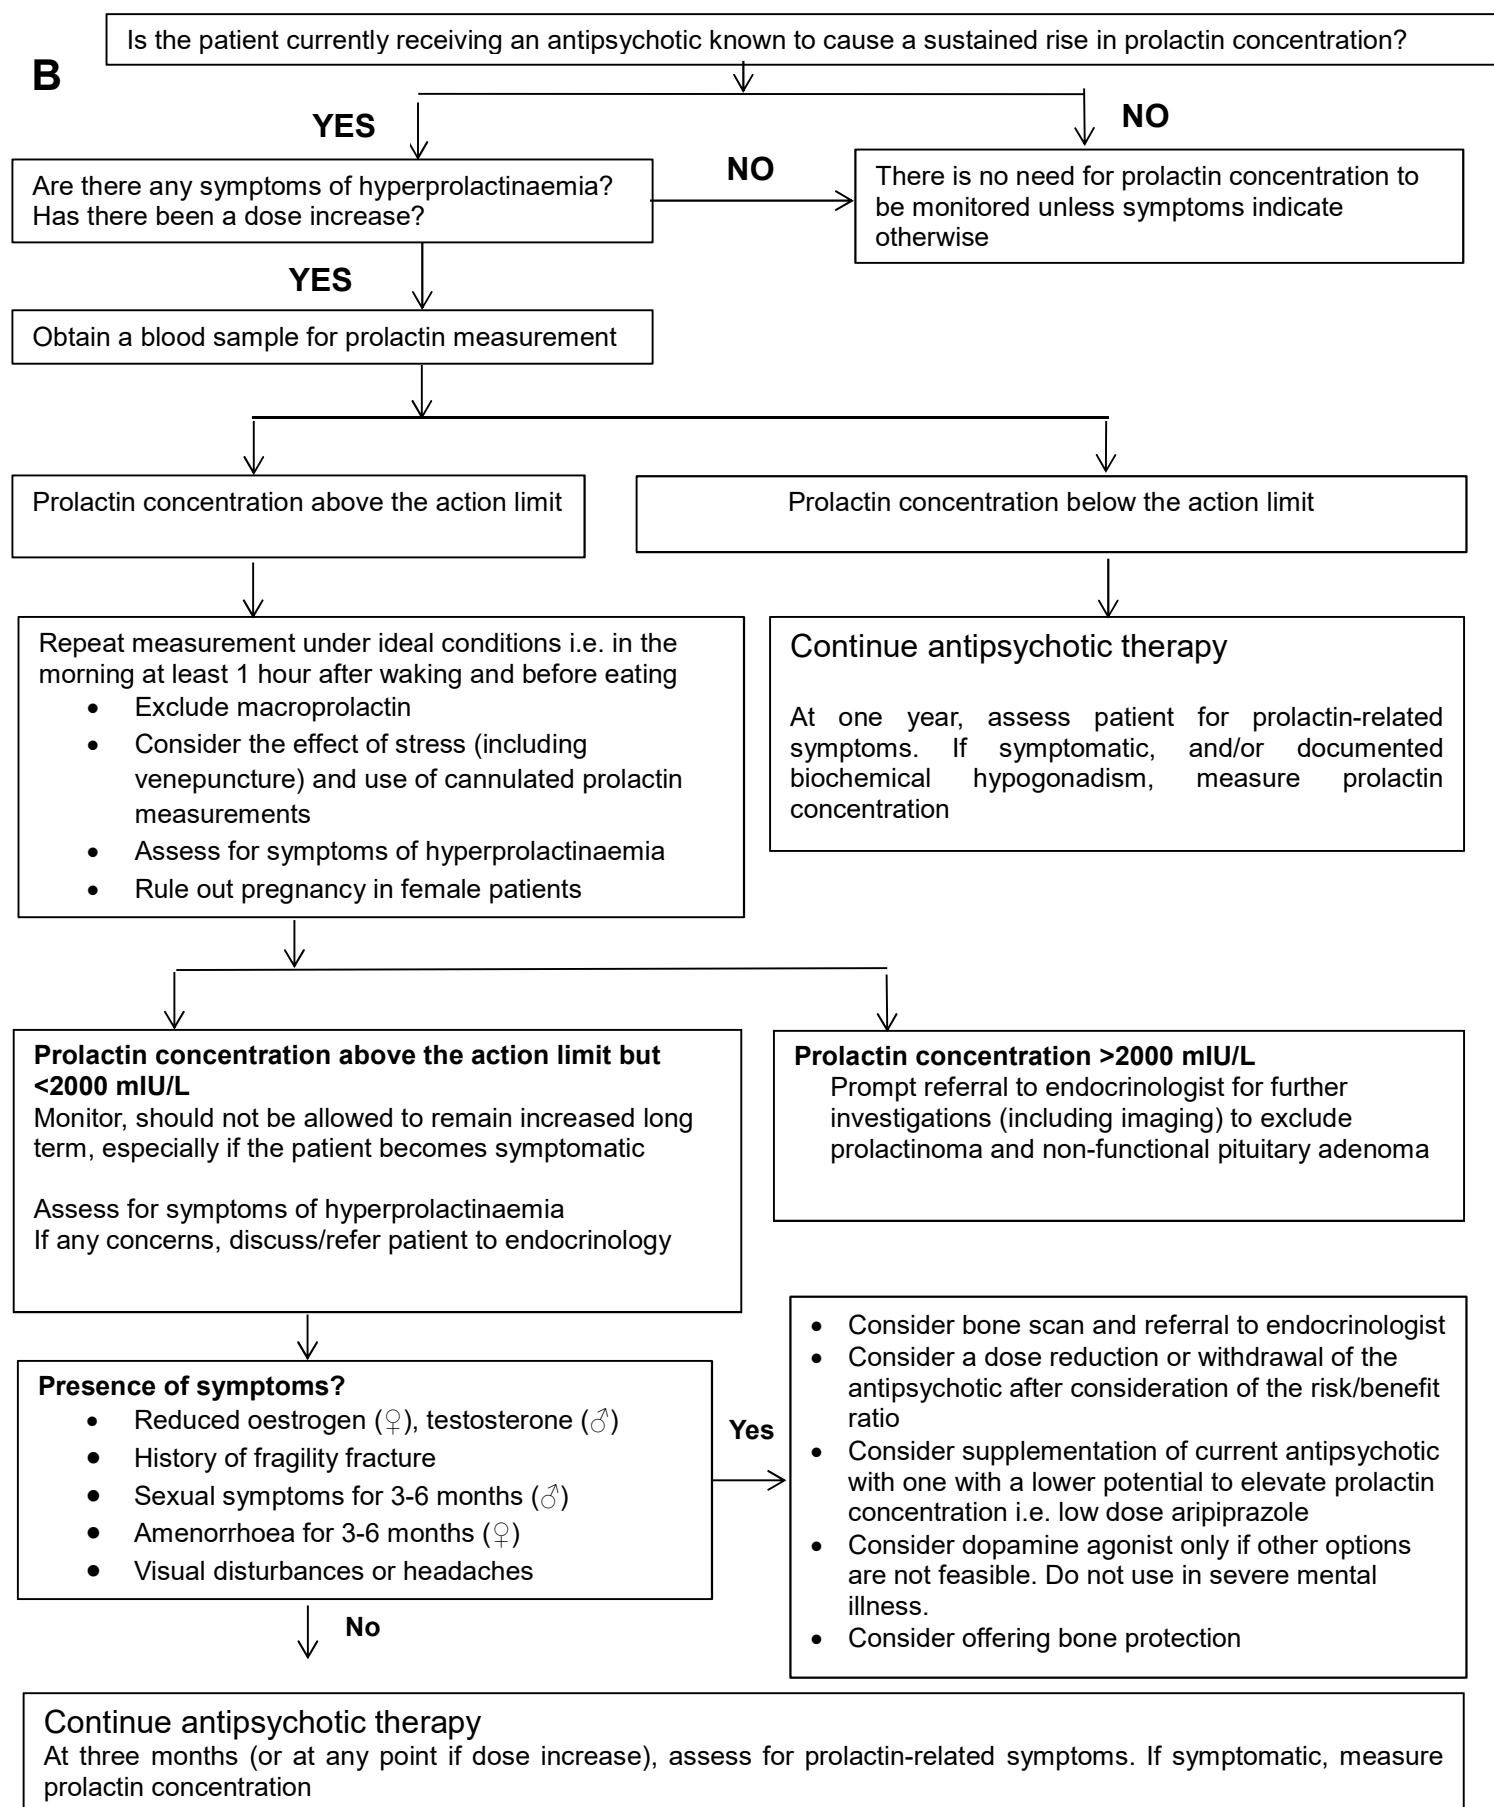 Is the patient currently receiving an antipsychotic known to cause a sustained rise in prolactin concentration?
B
YES
NO
Are there any symptoms of hyperprolactinaemia?
Has there been a dose increase?
NO
There is no need for prolactin concentration to
be monitored unless symptoms indicate
otherwise
YES
Obtain a blood sample for prolactin measurement
Prolactin concentration above the action limit
Prolactin concentration below the action limit
Repeat measurement under ideal conditions i.e. in the
morning at least 1 hour after waking and before eating
• Exclude macroprolactin
• Consider the effect of stress (including
venepuncture) and use of cannulated prolactin
measurements
• Assess for symptoms of hyperprolactinaemia
• Rule out pregnancy in female patients
Continue antipsychotic therapy
At one year, assess patient for prolactin-related
symptoms. If symptomatic, and/or documented
biochemical hypogonadism, measure prolactin
concentration
Prolactin concentration above the action limit but
<2000 mIU/L
Monitor, should not be allowed to remain increased long
term, especially if the patient becomes symptomatic
Assess for symptoms of hyperprolactinaemia
If any concerns, discuss/refer patient to endocrinology
Prolactin concentration >2000 mIU/L
Prompt referral to endocrinologist for further
investigations (including imaging) to exclude
prolactinoma and non-functional pituitary adenoma
Presence of symptoms?
• Reduced oestrogen (♀), testosterone (♂)
• History of fragility fracture
• Sexual symptoms for 3-6 months (♂)
• Amenorrhoea for 3-6 months (♀)
• Visual disturbances or headaches
Yes
• Consider bone scan and referral to endocrinologist
• Consider a dose reduction or withdrawal of the
antipsychotic after consideration of the risk/benefit
ratio
• Consider supplementation of current antipsychotic
with one with a lower potential to elevate prolactin
concentration i.e. low dose aripiprazole
• Consider dopamine agonist only if other options
are not feasible. Do not use in severe mental
illness.
• Consider offering bone protection
No
Continue antipsychotic therapy
At three months (or at any point if dose increase), assess for prolactin-related symptoms. If symptomatic, measure
prolactin concentration